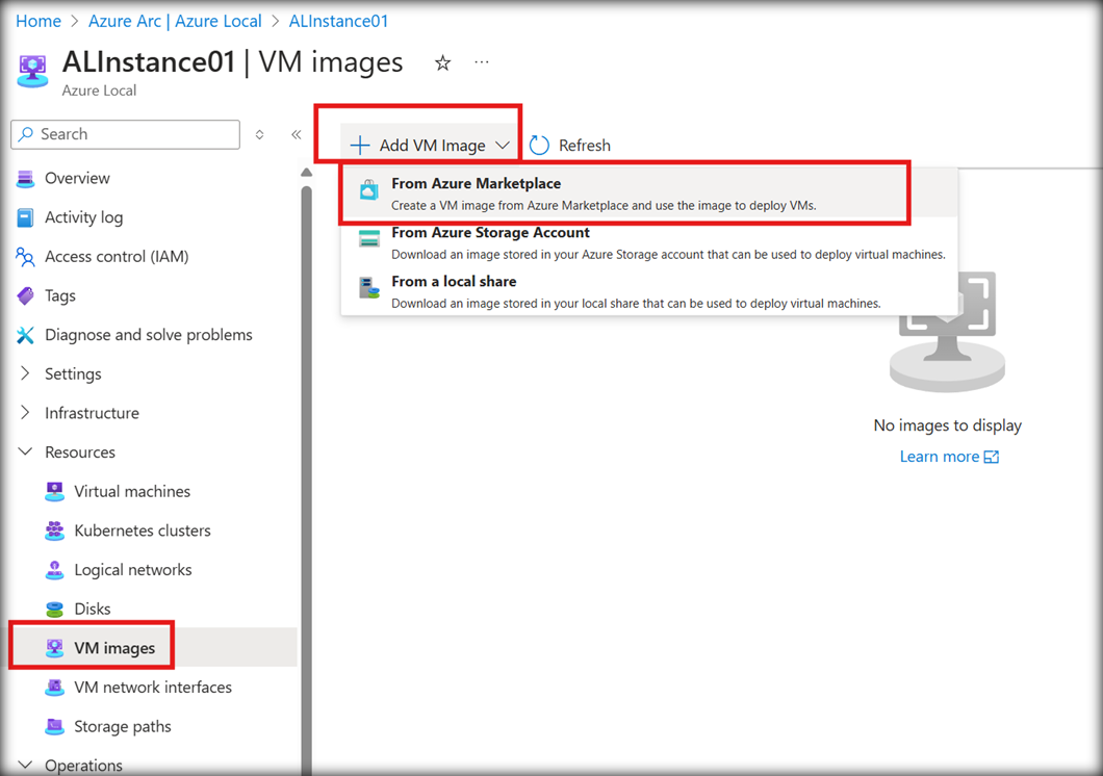 Home > Azure Arc | Azure Local > ALInstance01
ALInstance01 | VM images
Azure Local
Search
Add VM Image
Refresh
From Azure Marketplace
Create a VM image from Azure Marketplace and use the image to deploy VMs.
From Azure Storage Account
Download an image stored in your Azure Storage account that can be used to deploy virtual machines.
From a local share
Download an image stored in your local share that can be used to deploy virtual machines.
Overview
Activity log
Access control (IAM)
Tags
Diagnose and solve problems
Settings
Infrastructure
Resources
Virtual machines
Kubernetes clusters
Logical networks
Disks
VM images
VM network interfaces
Storage paths
Operations
No images to display
Learn more